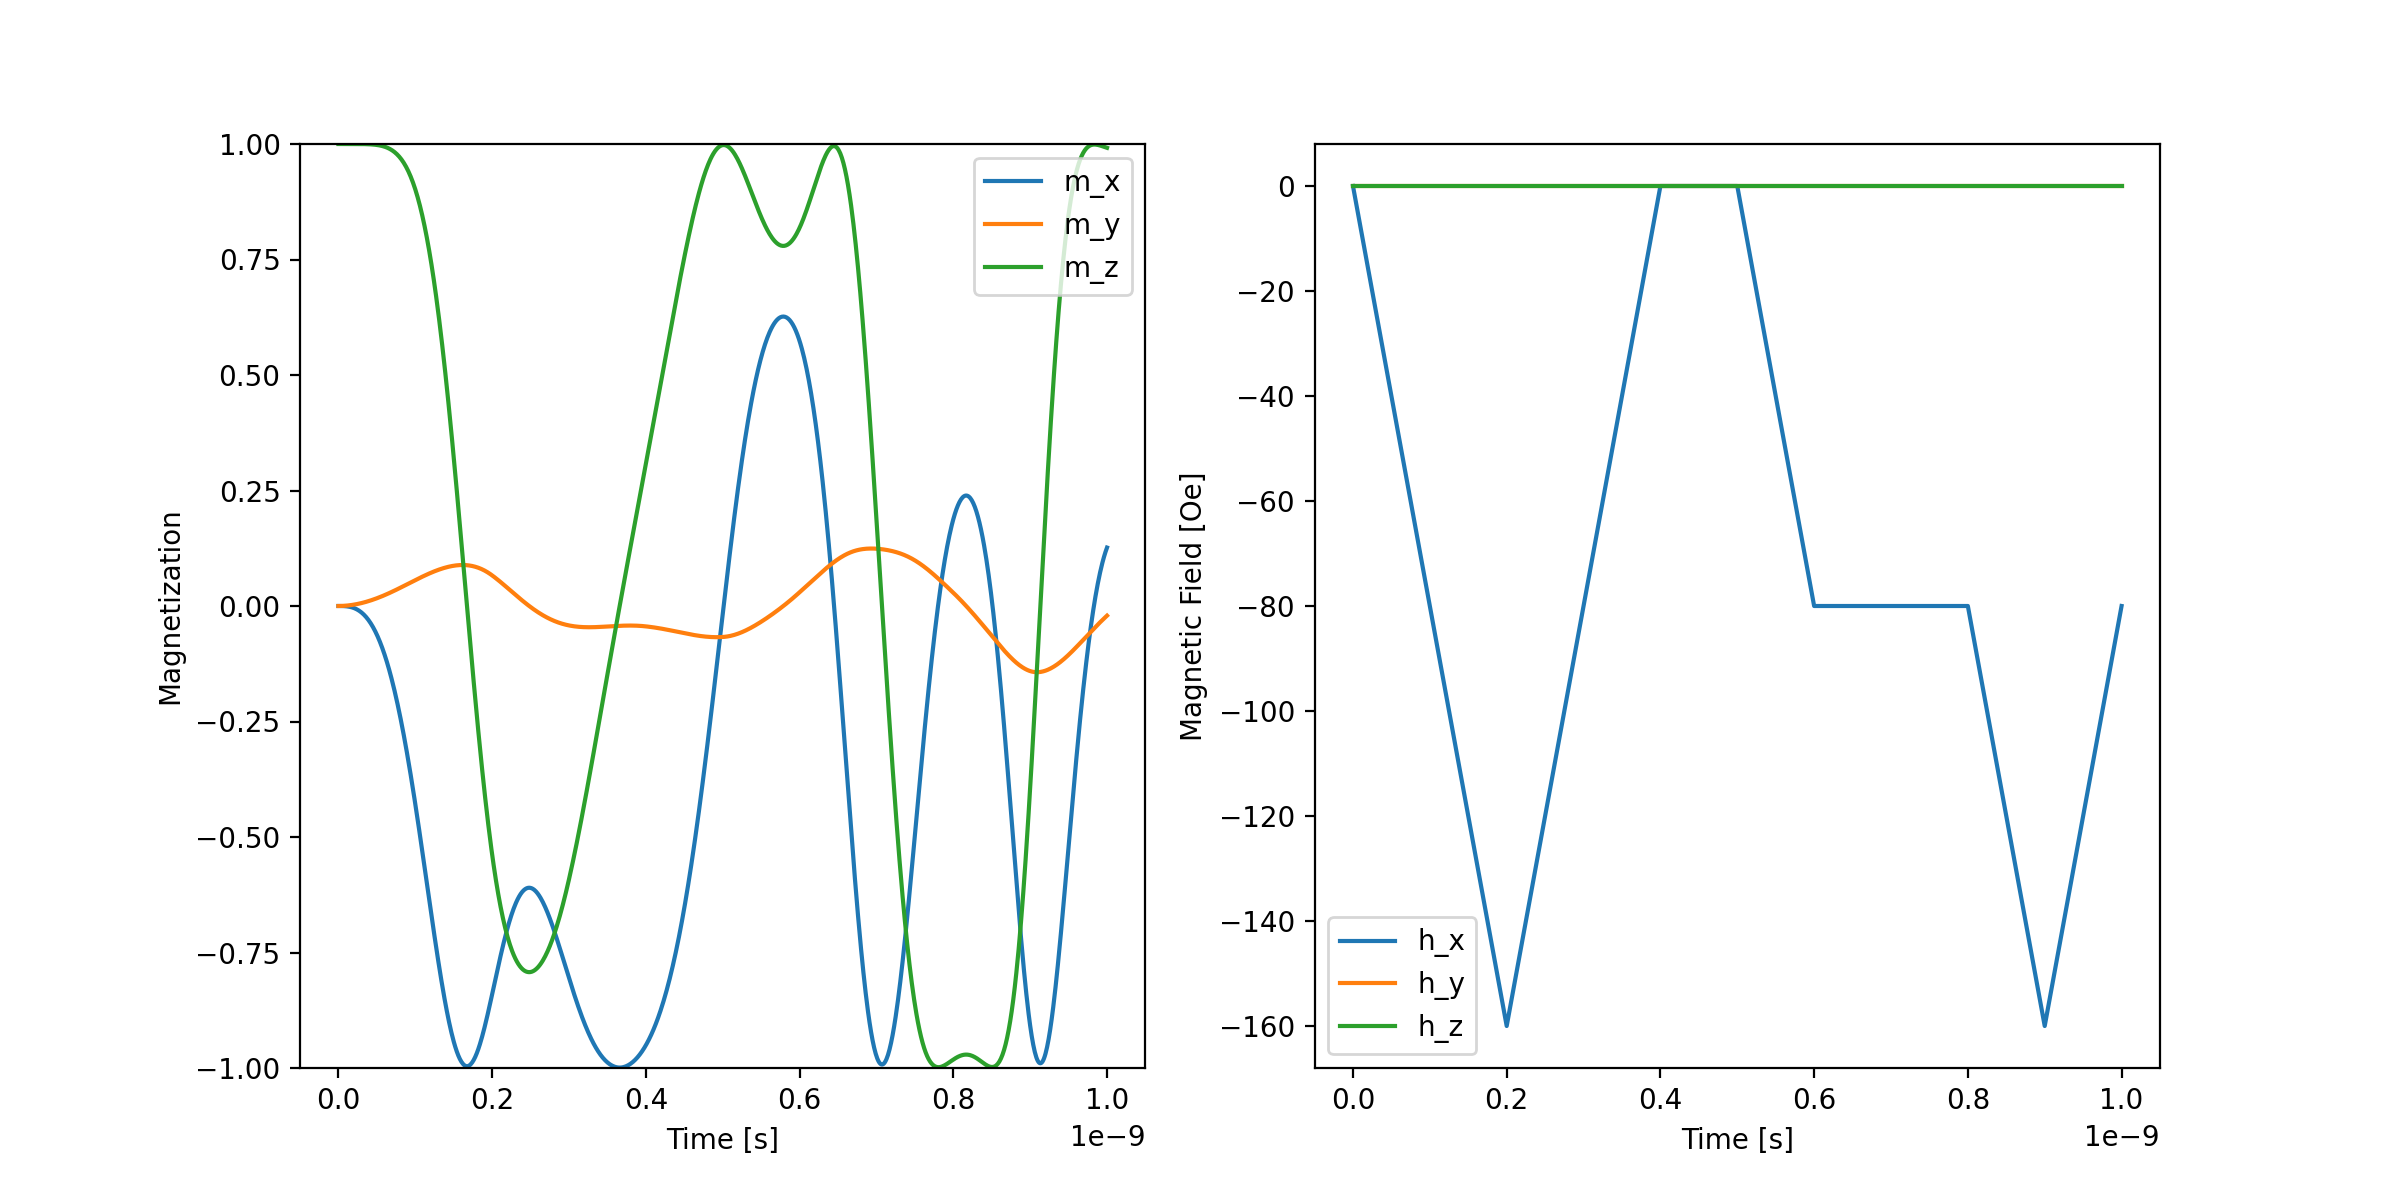 1.00
0.75
0.50
0.25
0.00
−0.25
−0.50
−0.75
−1.00
Magnetization
m_x
m_y
m_z
0.0 0.2 0.4 0.6 0.8 1.0
Time [s]
1e−9
0
−20
−40
−60
−80
−100
−120
−140
−160
Magnetic Field [Oe]
h_x
h_y
h_z
0.0 0.2 0.4 0.6 0.8 1.0
Time [s]
1e−9